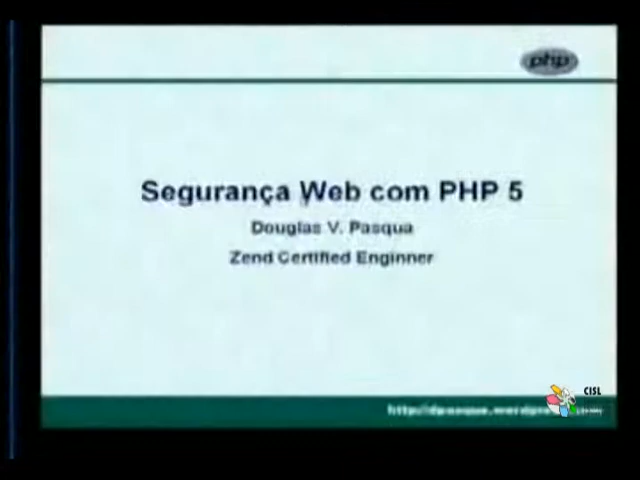 php
Segurança Web com PHP 5
Douglas V. Pasqua
Zend Certified Enginner
CISL